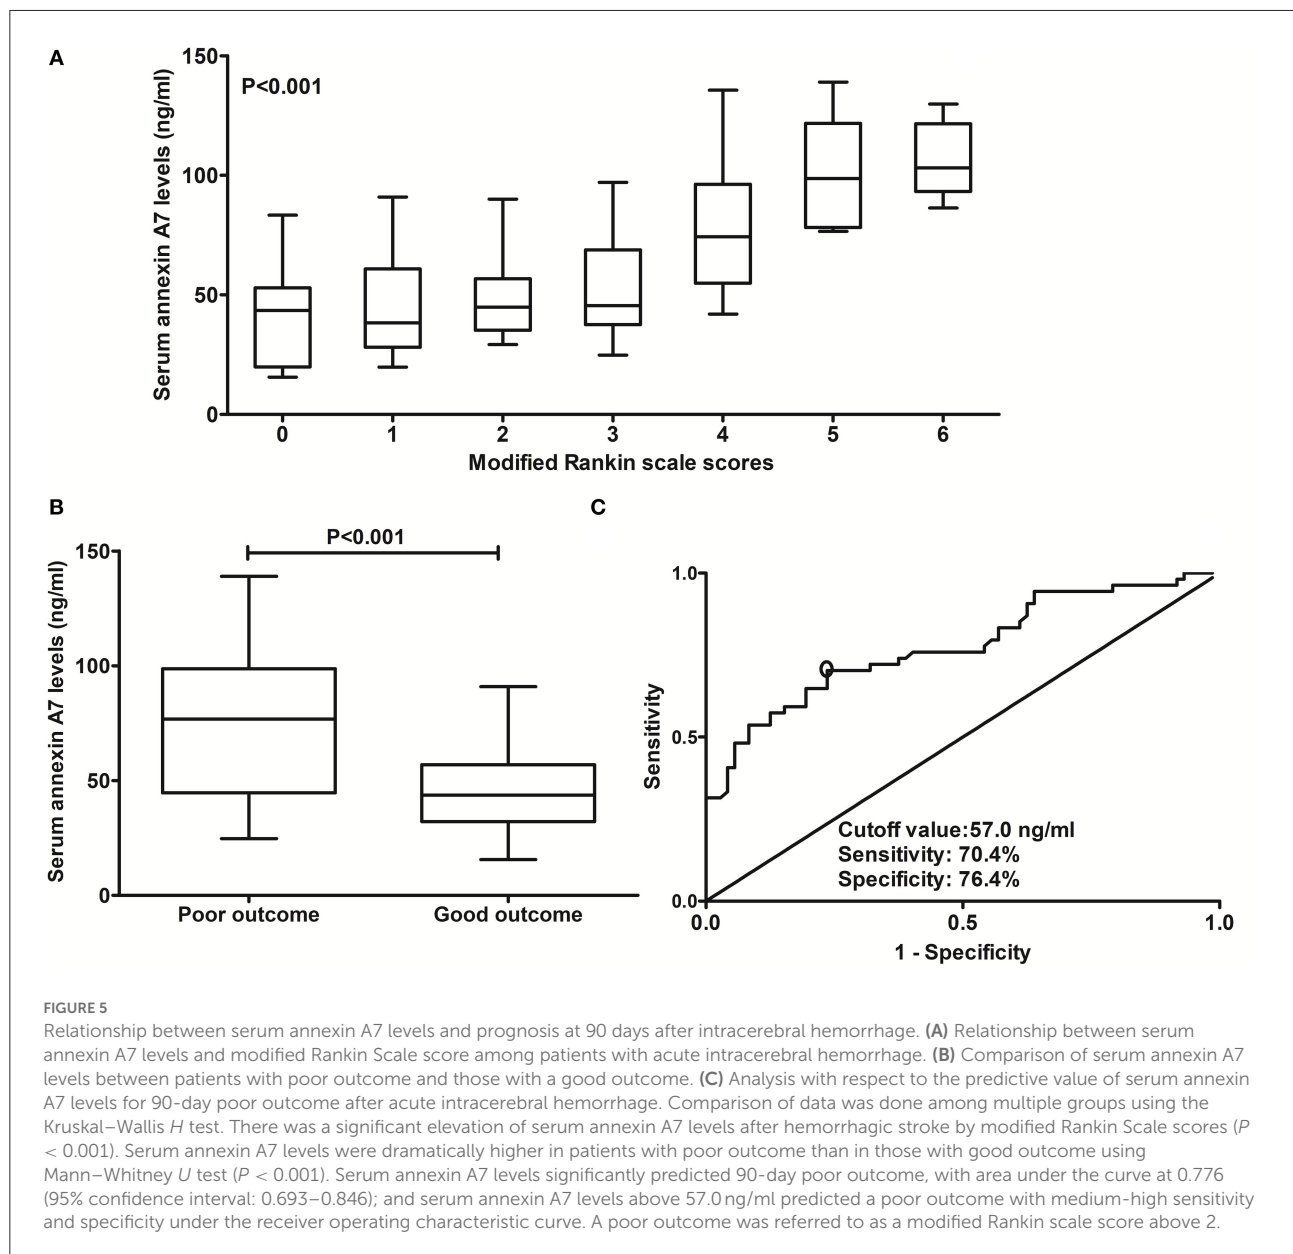 A
Serum annexin A7 levels (ng/ml)
150
100
50
0
P<0.001
0 1 2 3 4 5 6
Modified Rankin scale scores
B
Serum annexin A7 levels (ng/ml)
150
100
50
0
P<0.001
Poor outcome Good outcome
C
Sensitivity
1.0
0.5
0.0
Cutoff value:57.0 ng/ml
Sensitivity: 70.4%
Specificity: 76.4%
0.0 0.5 1.0
1 - Specificity
FIGURE 5
Relationship between serum annexin A7 levels and prognosis at 90 days after intracerebral hemorrhage. (A) Relationship between serum
annexin A7 levels and modified Rankin Scale score among patients with acute intracerebral hemorrhage. (B) Comparison of serum annexin A7
levels between patients with poor outcome and those with a good outcome. (C) Analysis with respect to the predictive value of serum annexin
A7 levels for 90-day poor outcome after acute intracerebral hemorrhage. Comparison of data was done among multiple groups using the
Kruskal–Wallis H test. There was a significant elevation of serum annexin A7 levels after hemorrhagic stroke by modified Rankin Scale scores (P
< 0.001). Serum annexin A7 levels were dramatically higher in patients with poor outcome than in those with good outcome using
Mann–Whitney U test (P < 0.001). Serum annexin A7 levels significantly predicted 90-day poor outcome, with area under the curve at 0.776
(95% confidence interval: 0.693–0.846); and serum annexin A7 levels above 57.0 ng/ml predicted a poor outcome with medium-high sensitivity
and specificity under the receiver operating characteristic curve. A poor outcome was referred to as a modified Rankin scale score above 2.